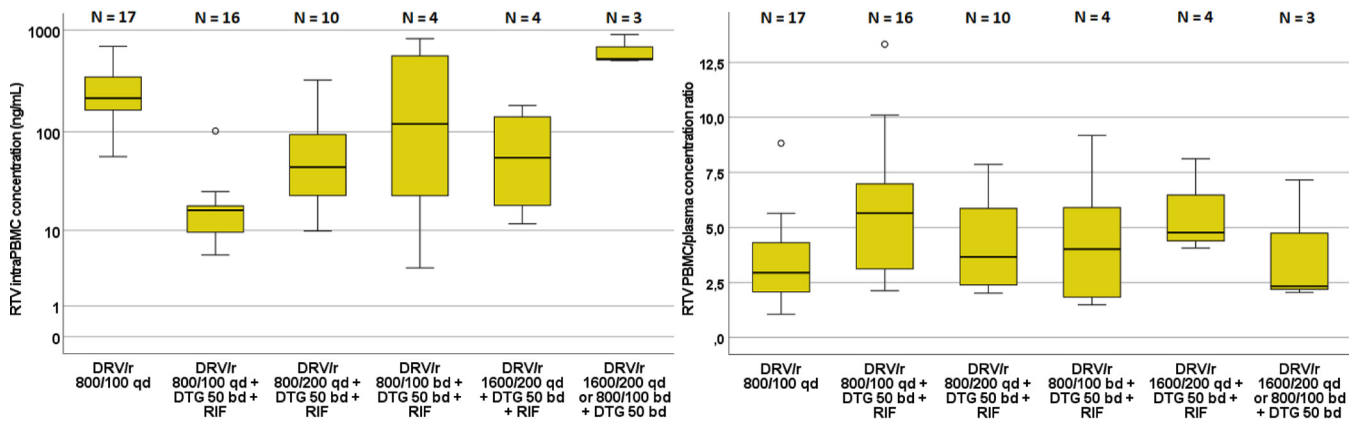 N = 17 N = 16 N = 10 N = 4 N = 4 N = 3
RTV intraPBMC concentration (ng/mL)
1000
100
10
1
0
DRV/r
800/100 qd
DRV/r
800/100 qd +
DTG 50 bd +
RIF
DRV/r
800/200 qd +
DTG 50 bd +
RIF
DRV/r
800/100 bd +
DTG 50 bd +
RIF
DRV/r
1600/200 qd
+ DTG 50 bd
+ RIF
DRV/r
1600/200 qd
or 800/100 bd
+ DTG 50 bd
N = 17 N = 16 N = 10 N = 4 N = 4 N = 3
RTV PBMC/plasma concentration ratio
12,5
10,0
7,5
5,0
2,5
,0
DRV/r
800/100 qd
DRV/r
800/100 qd +
DTG 50 bd +
RIF
DRV/r
800/200 qd +
DTG 50 bd +
RIF
DRV/r
800/100 bd +
DTG 50 bd +
RIF
DRV/r
1600/200 qd +
DTG 50 bd +
RIF
DRV/r
1600/200 qd
or 800/100 bd
+ DTG 50 bd